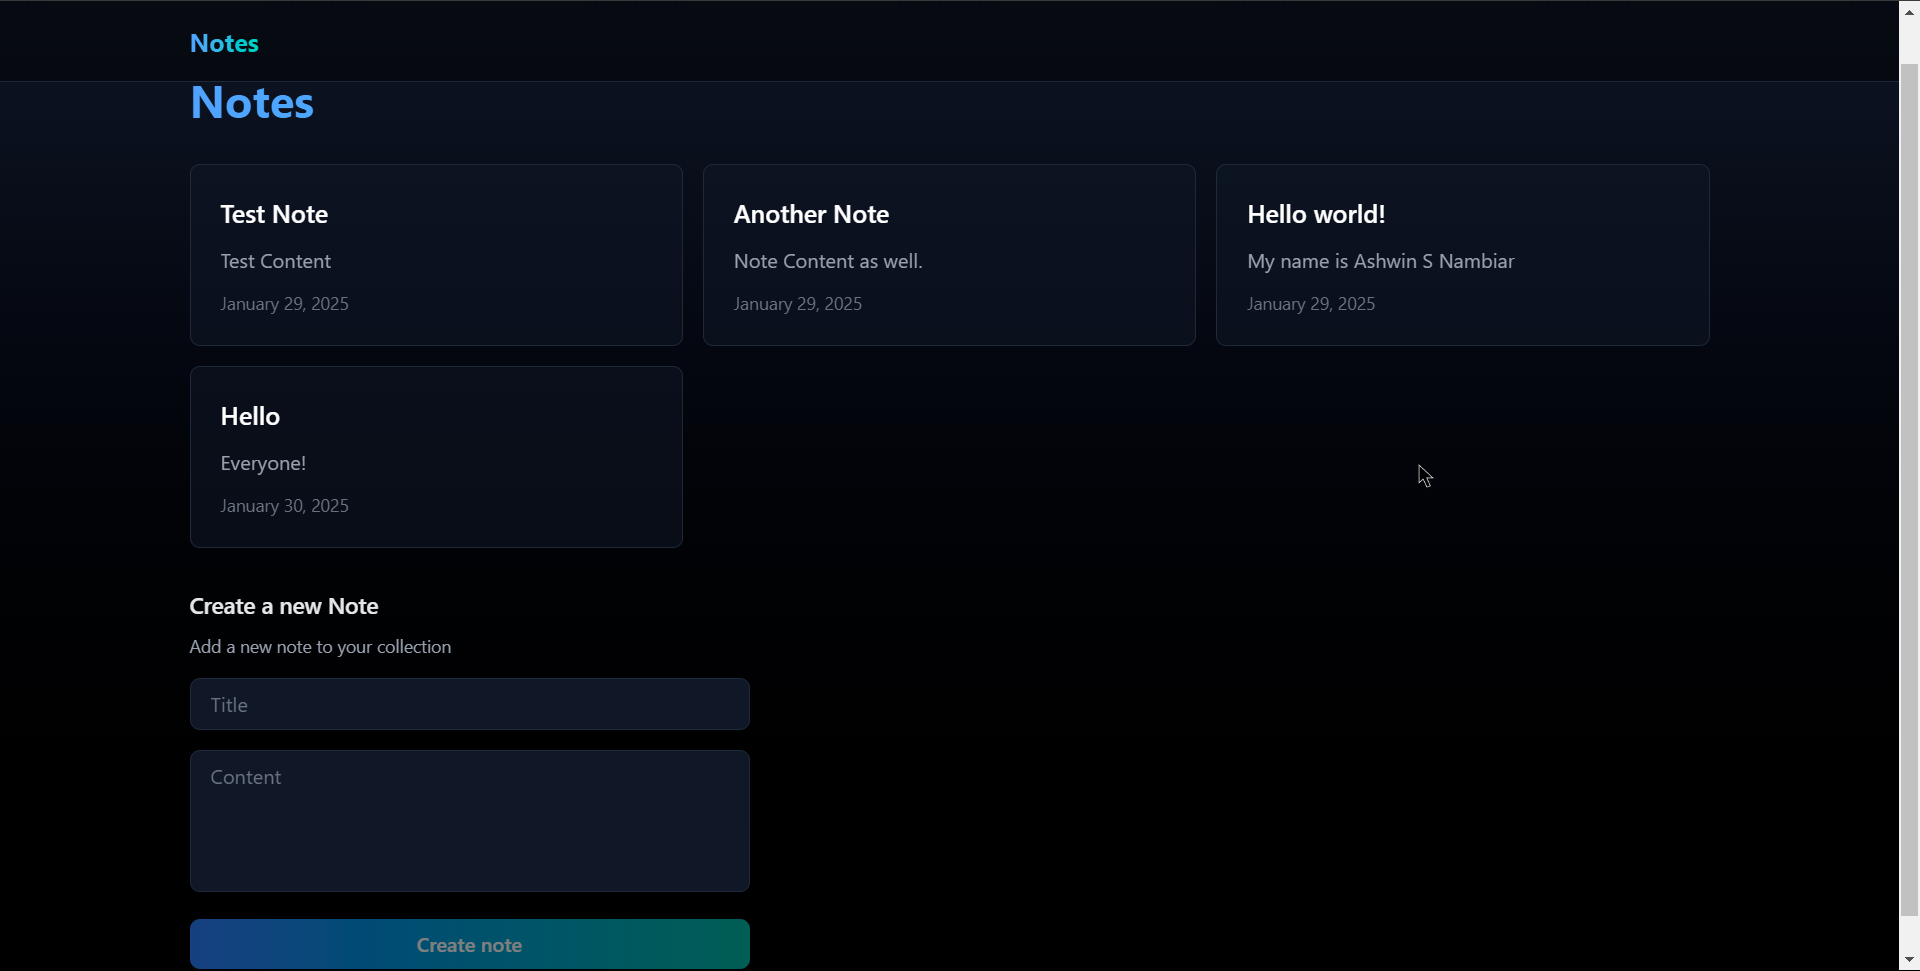 Notes
Notes
Test Note
Test Content
January 29, 2025
Another Note
Note Content as well.
January 29, 2025
Hello world!
My name is Ashwin S Nambiar
January 29, 2025
Hello
Everyone!
January 30, 2025
Create a new Note
Add a new note to your collection
Title
Content
Create note